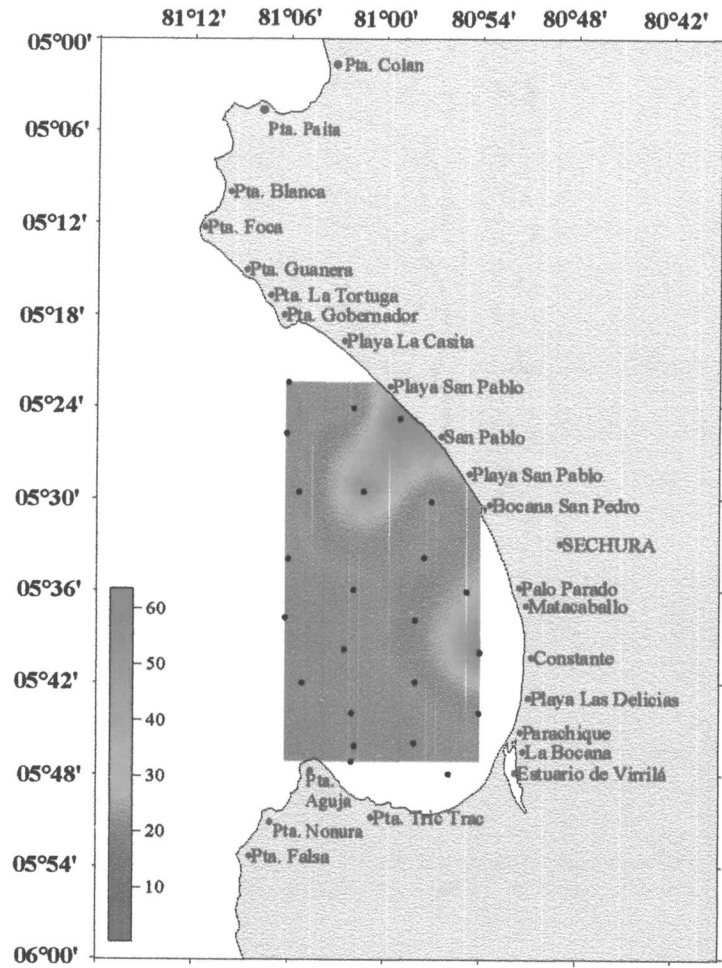 81°12' 81°06' 81°00' 80°54' 80°48' 80°42'
05°00'
Pta. Colan
05°06'
Pta. Paita
Pta. Blanca
05°12'
Pta. Foca
Pta. Guanera
Pta. La Tortuga
05°18'
Pta. Gobernador
Playa La Casita
Playa San Pablo
05°24'
San Pablo
Playa San Pablo
05°30'
Bocana San Pedro
SECHURA
05°36'
Palo Parado
Matacaballo
60
50
Constante
05°42'
Playa Las Delicias
40
Parachique
La Bocana
05°48'
Estuario de Virrilá
30
Pta.
Aguja
Pta. Tric Trac
Pta. Nonura
20
05°54'
Pta. Falsa
10
06°00'